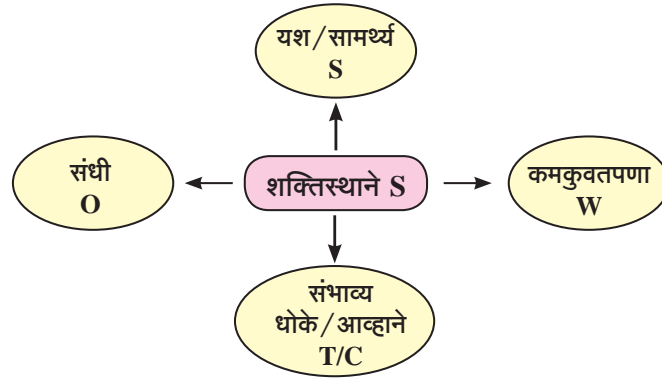 यश/सामर्थ्य
S
संधी
O
शक्तिस्थाने S
कमकुवतपणा
W
संभाव्य
धोके/आव्हाने
T/C